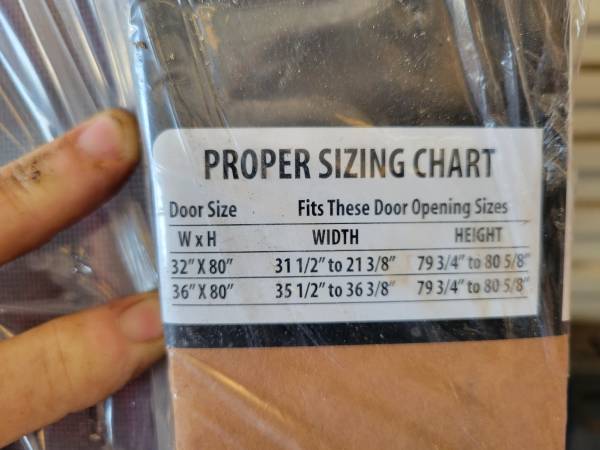 PROPER SIZING CHART
Door Size Fits These Door Opening Sizes
W x H WIDTH HEIGHT
32" X 80" 31 1/2" to 21 3/8" 79 3/4" to 80 5/8"
36" X 80" 35 1/2" to 36 3/8" 79 3/4" to 80 5/8"